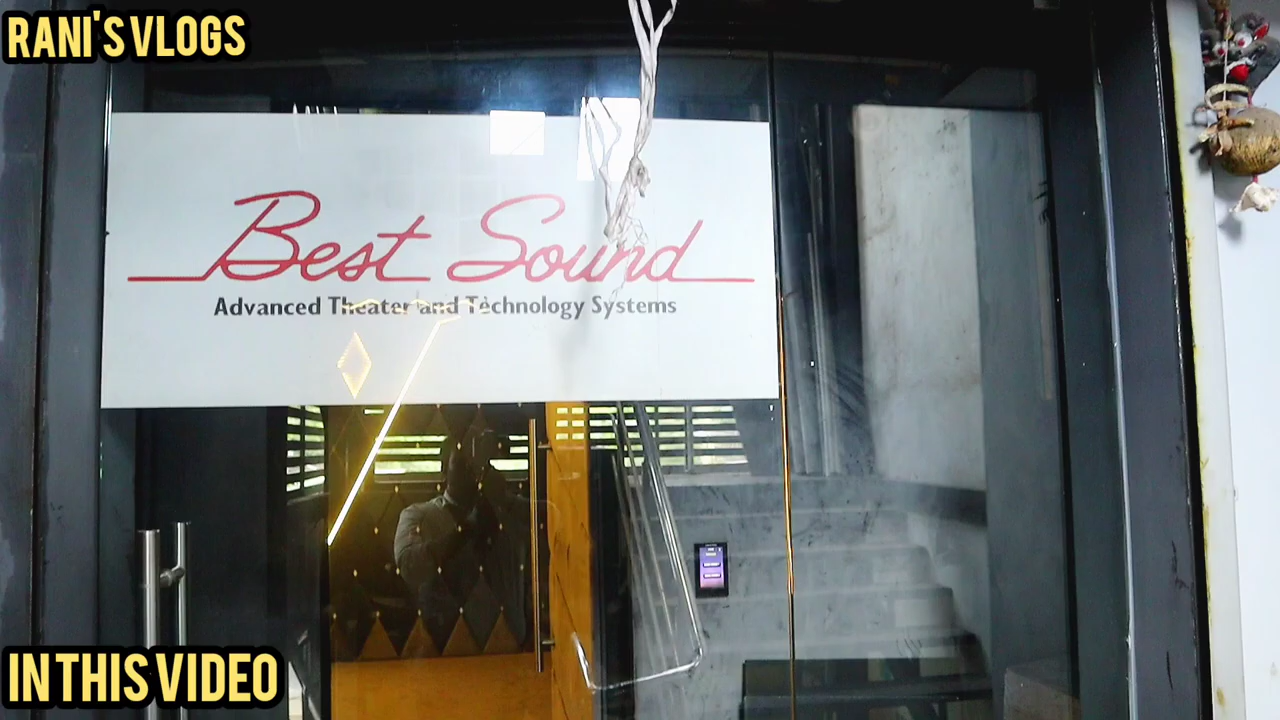 RANI'S VLOGS
Best Sound
Advanced Theater and Technology Systems
IN THIS VIDEO